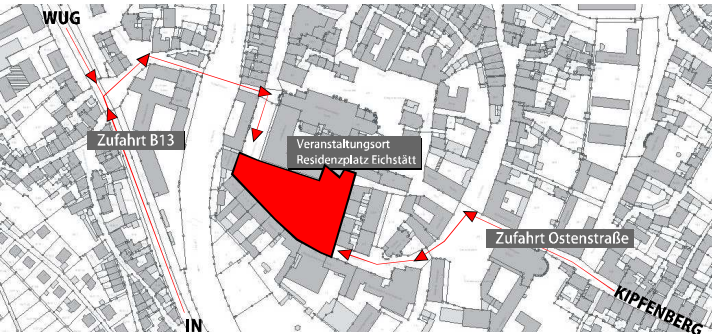 WUG
Zufahrt B13
Veranstaltungsort
Residenzplatz Eichstätt
Zufahrt Ostenstraße
KIPFENBERG
IN